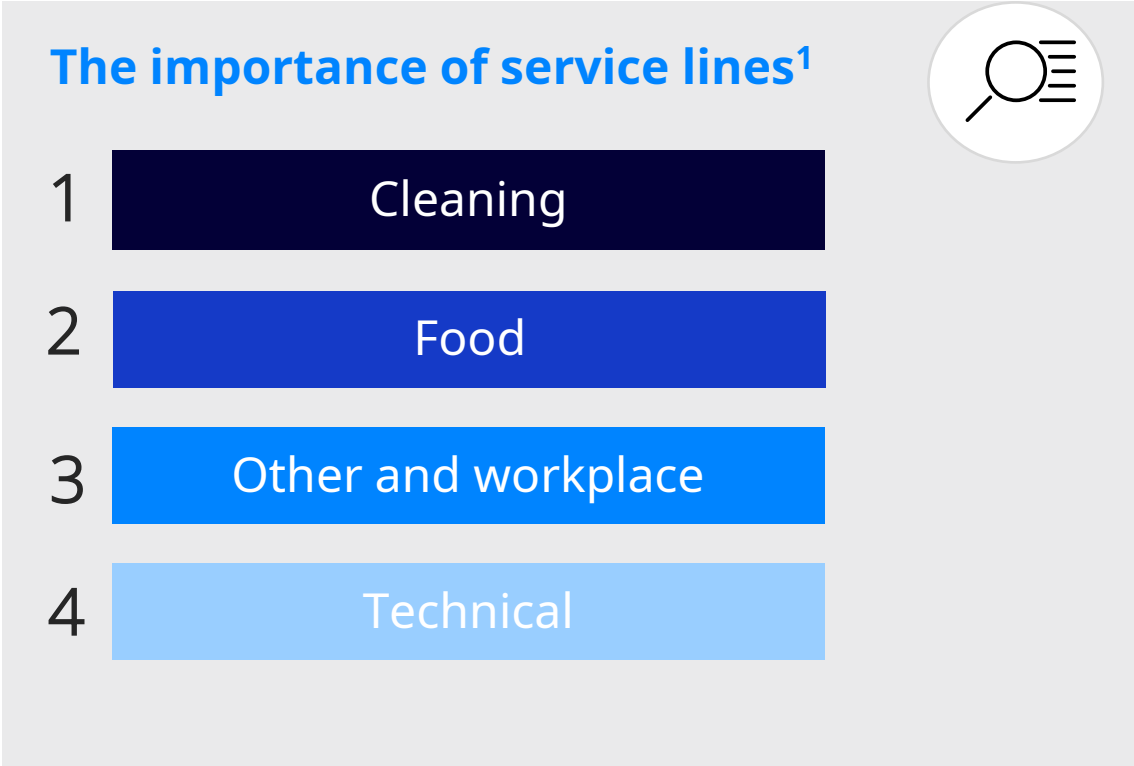 The importance of service lines¹
1 Cleaning
2 Food
3 Other and workplace
4 Technical